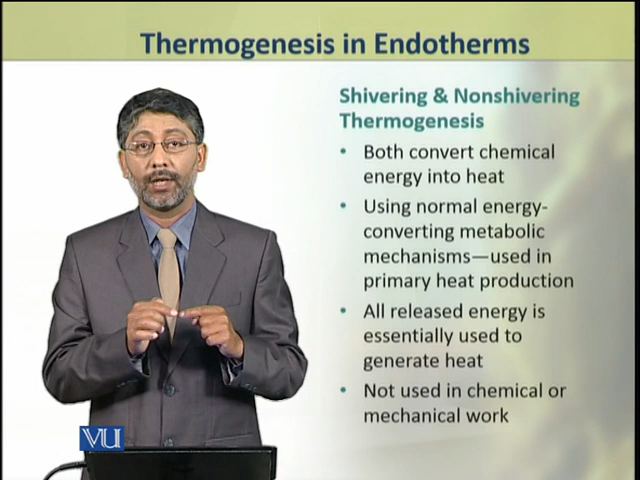 Thermogenesis in Endotherms
Shivering & Nonshivering
Thermogenesis
• Both convert chemical
energy into heat
• Using normal energy-
converting metabolic
mechanisms—used in
primary heat production
• All released energy is
essentially used to
generate heat
• Not used in chemical or
mechanical work
VU